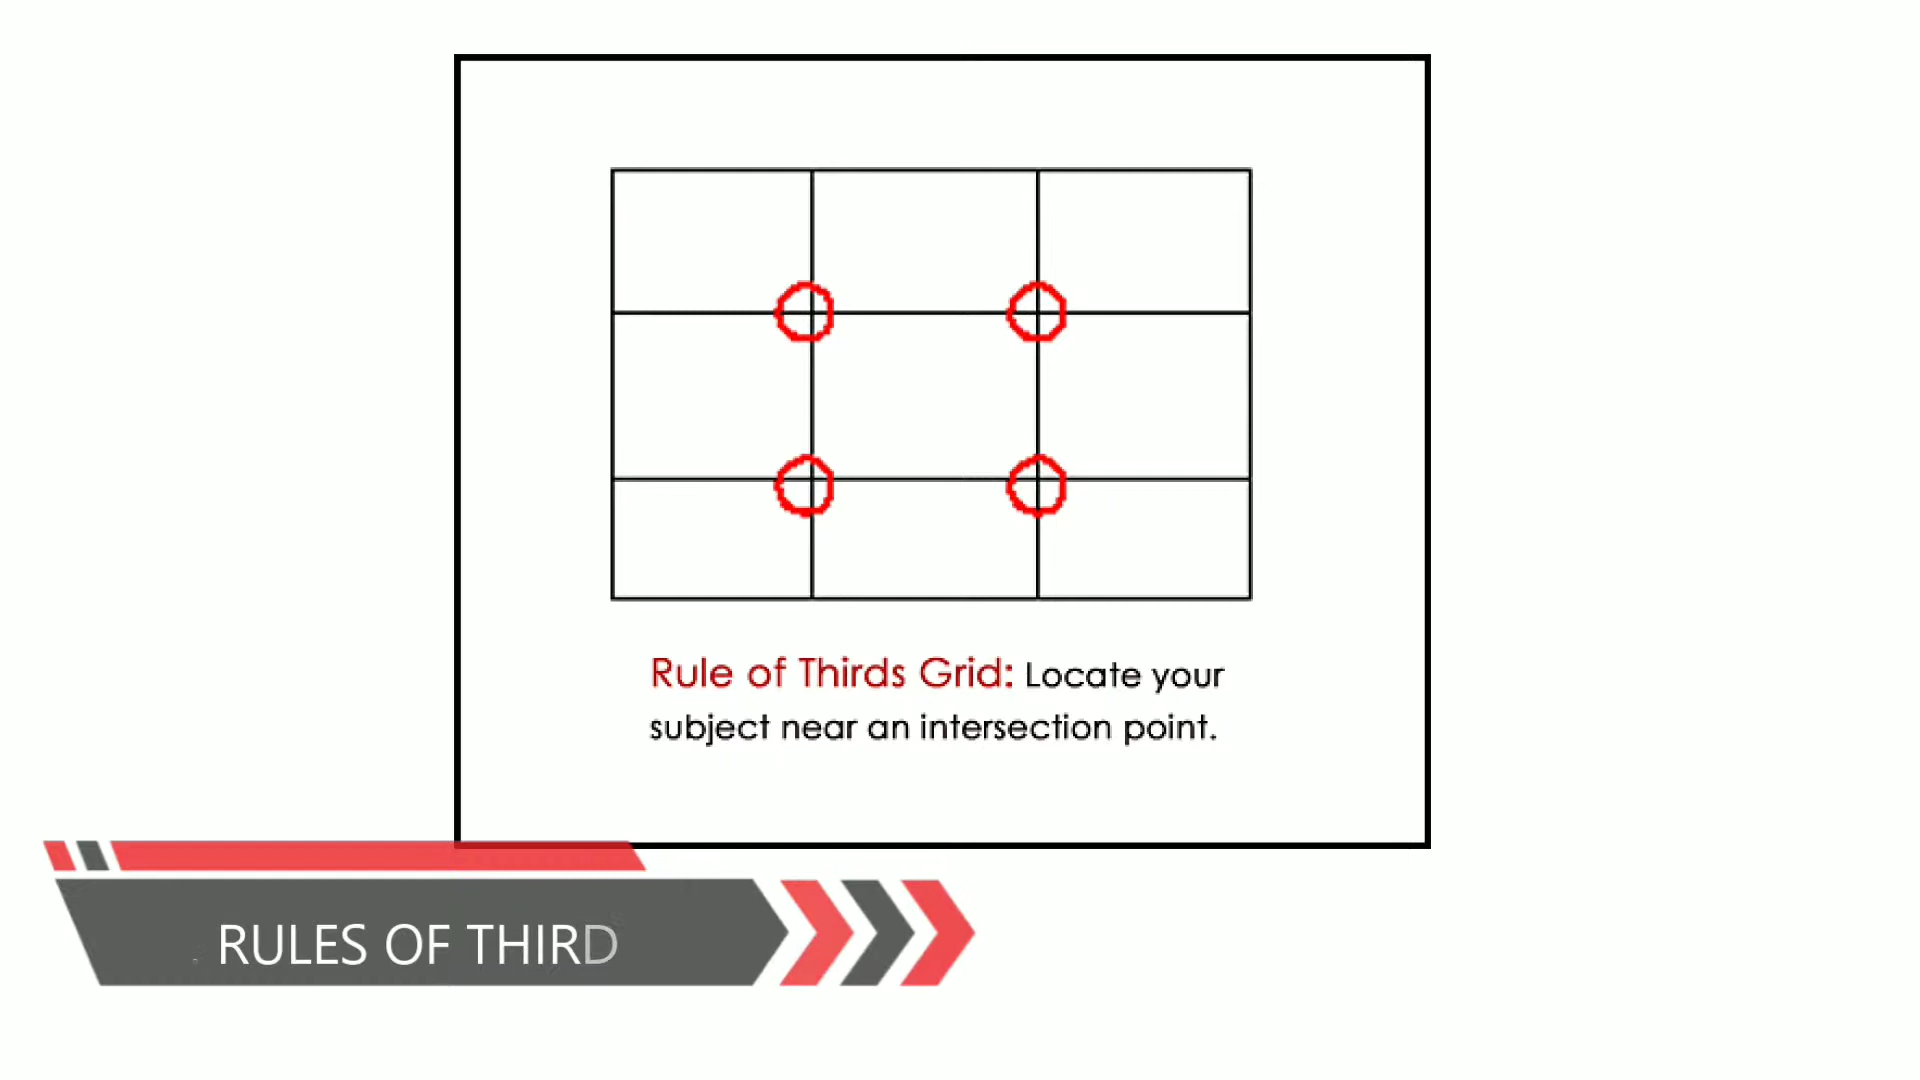 Rule of Thirds Grid: Locate your
subject near an intersection point.
RULES OF THIRD